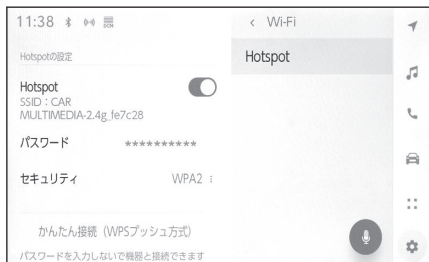 11:38
‹ Wi-Fi
Hotspotの設定
Hotspot
Hotspot
SSID：CAR
MULTIMEDIA-2.4g_fe7c28
パスワード **********
セキュリティ WPA2
かんたん接続（WPSプッシュ方式）
パスワードを入力しないで機器と接続できます